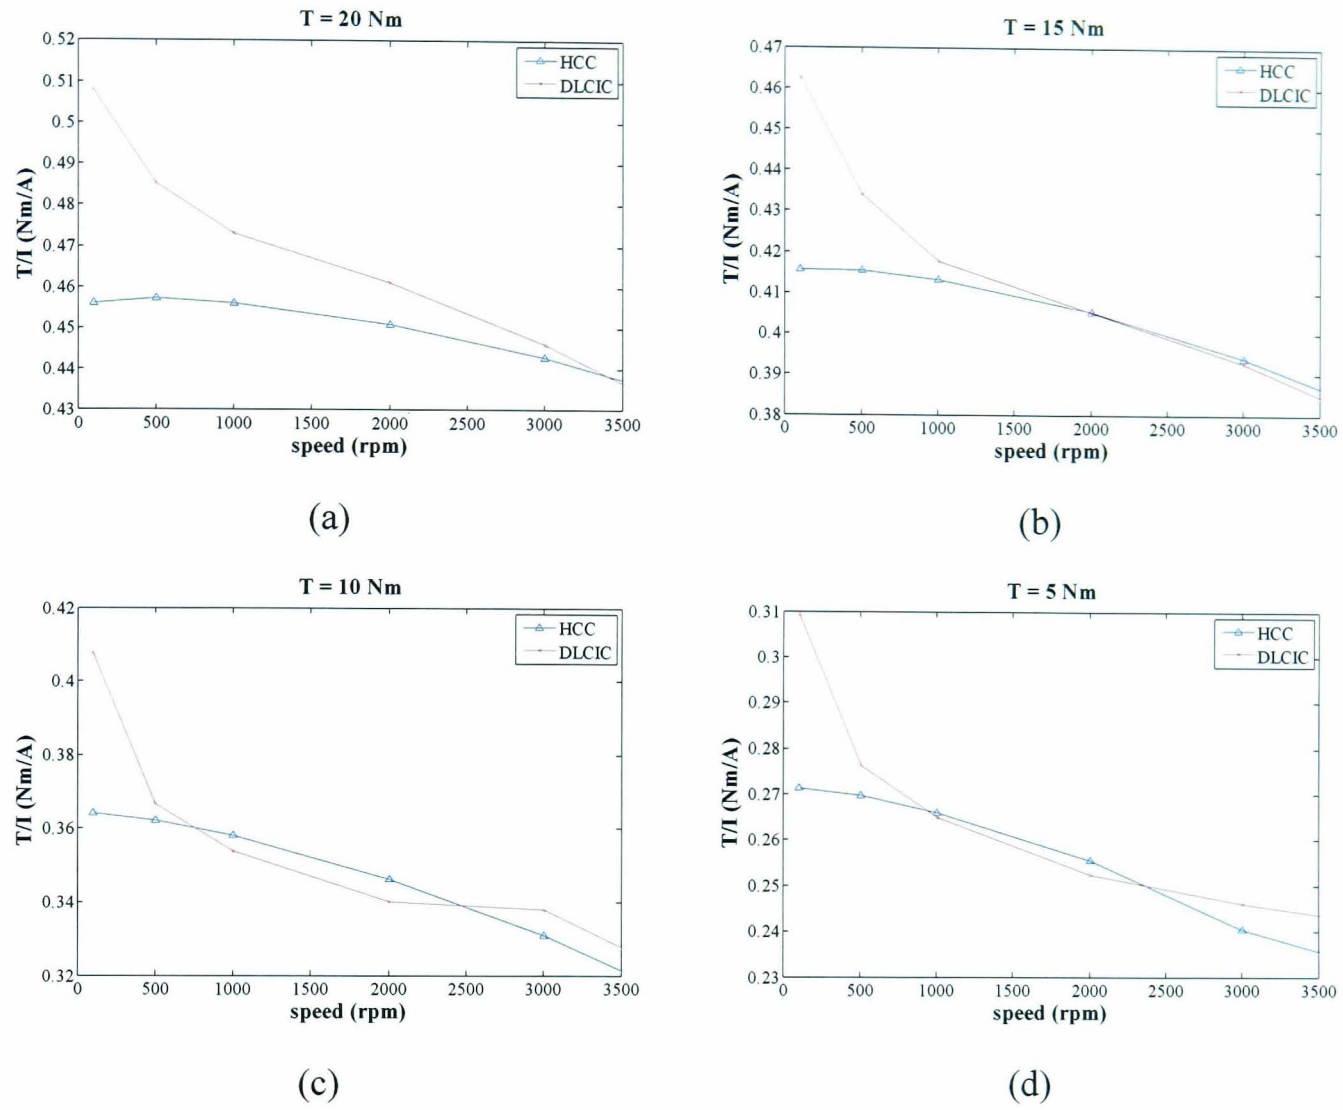 T = 20 Nm
0.52
0.51
0.5
0.49
0.48
0.47
0.46
0.45
0.44
0.43
T/I (Nm/A)
HCC
DLCIC
0 500 1000 1500 2000 2500 3000 3500
speed (rpm)
(a)
T = 15 Nm
0.47
0.46
0.45
0.44
0.43
0.42
0.41
0.4
0.39
0.38
T/I (Nm/A)
HCC
DLCIC
0 500 1000 1500 2000 2500 3000 3500
speed (rpm)
(b)
T = 10 Nm
0.42
0.4
0.38
0.36
0.34
0.32
T/I (Nm/A)
HCC
DLCIC
0 500 1000 1500 2000 2500 3000 3500
speed (rpm)
(c)
T = 5 Nm
0.31
0.3
0.29
0.28
0.27
0.26
0.25
0.24
0.23
T/I (Nm/A)
HCC
DLCIC
0 500 1000 1500 2000 2500 3000 3500
speed (rpm)
(d)